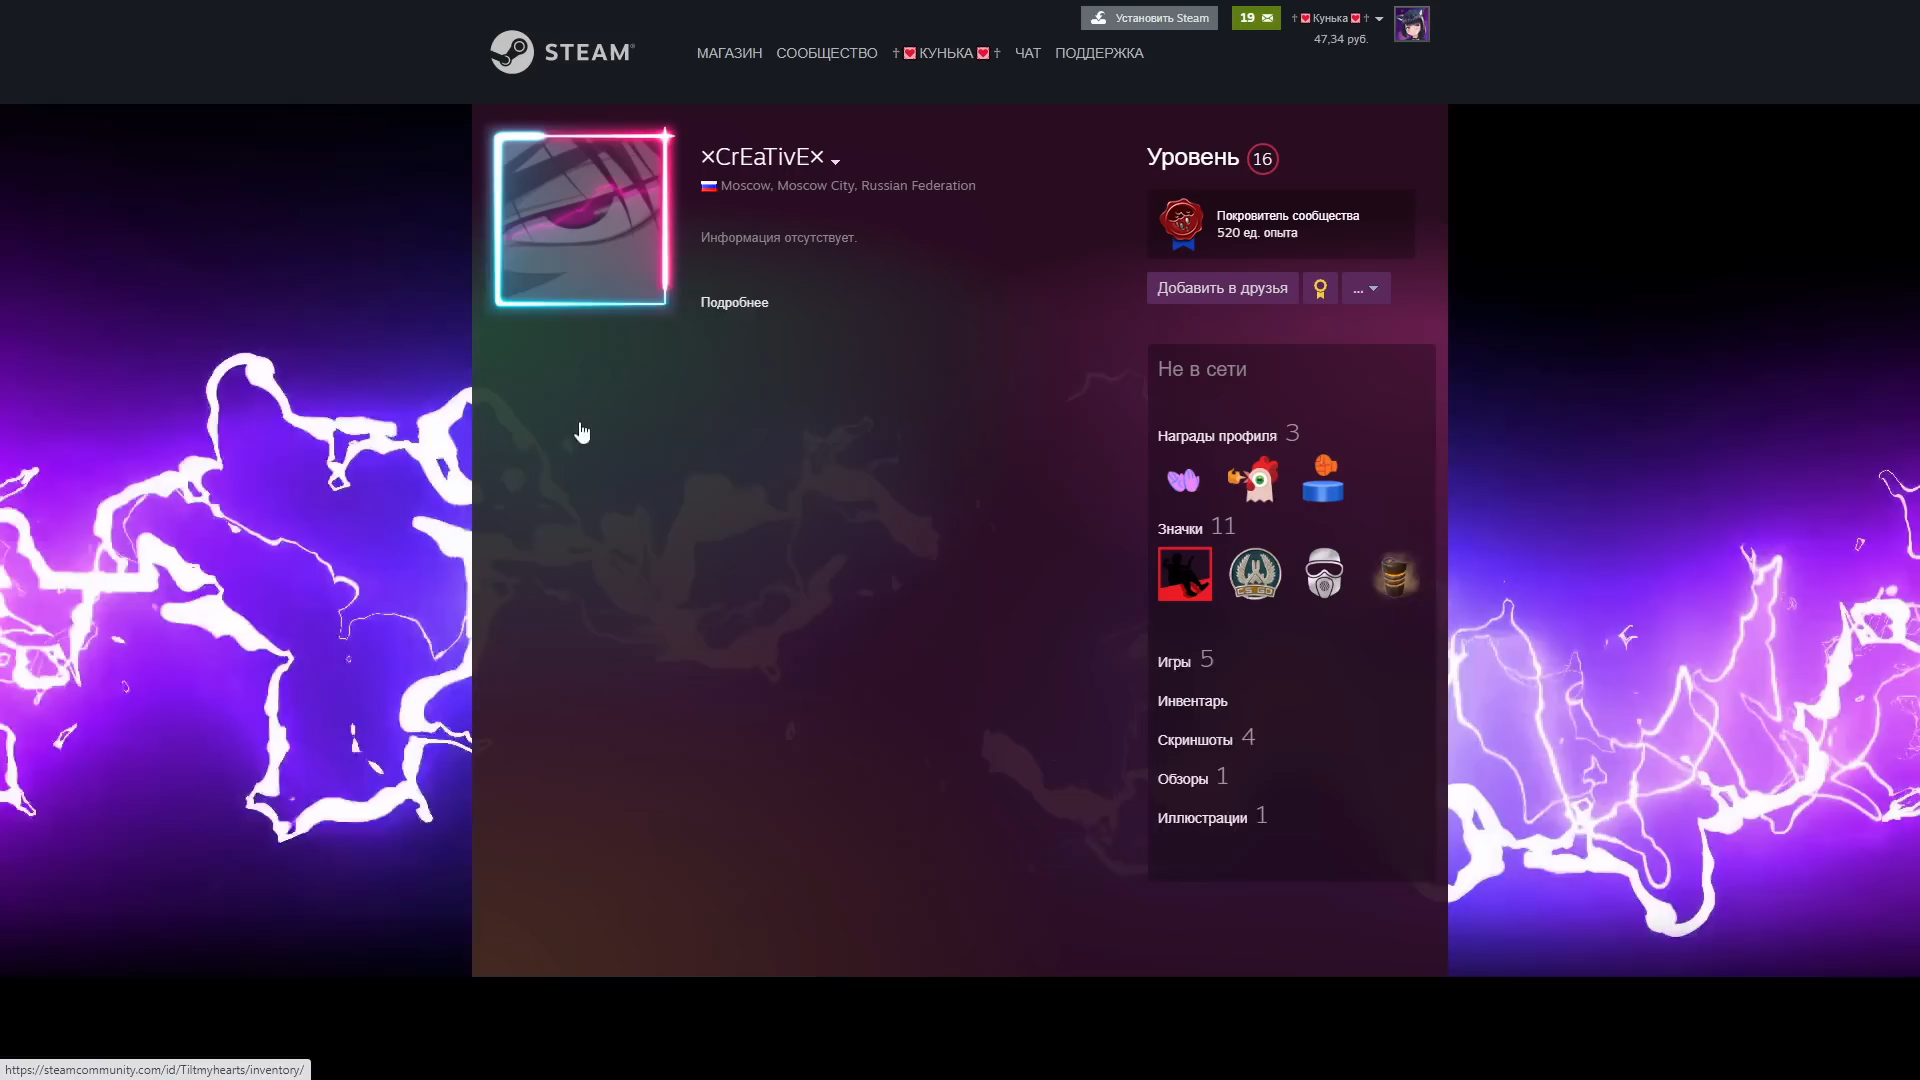 Установить Steam
19
† Кунька †
47,34 руб.
STEAM®
МАГАЗИН СООБЩЕСТВО † КУНЬКА † ЧАТ ПОДДЕРЖКА
×CrEaTivE×
Moscow, Moscow City, Russian Federation
Информация отсутствует.
Подробнее
Уровень 16
Покровитель сообщества
520 ед. опыта
Добавить в друзья
...
Не в сети
Награды профиля 3
Значки 11
CS GO
Игры 5
Инвентарь
Скриншоты 4
Обзоры 1
Иллюстрации 1
https://steamcommunity.com/id/Tiltmyhearts/inventory/